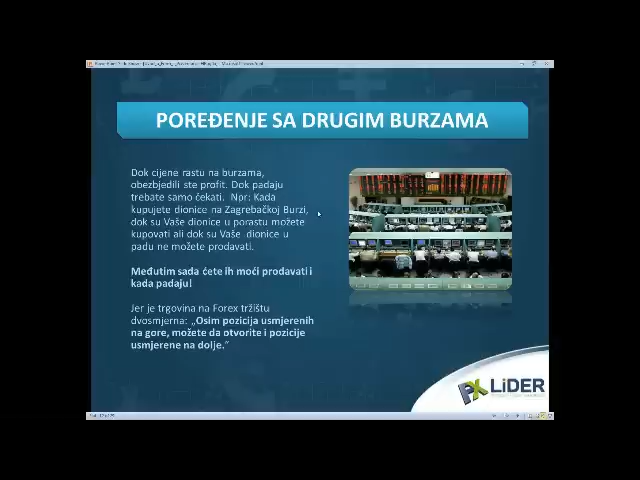 POREĐENJE SA DRUGIM BURZAMA
Dok cijene rastu na burzama,
obezbjedili ste profit. Dok padaju
trebate samo čekati. Npr: Kada
kupujete dionice na Zagrebačkoj Burzi,
dok su Vaše dionice u porastu možete
kupovati ali dok su Vaše dionice u
padu ne možete prodavati.
Međutim sada ćete ih moći prodavati i
kada padaju!
Jer je trgovina na Forex tržištu
dvosmjerna: „Osim pozicija usmjerenih
na gore, možete da otvorite i pozicije
usmjerene na dolje.“
FX LiDER